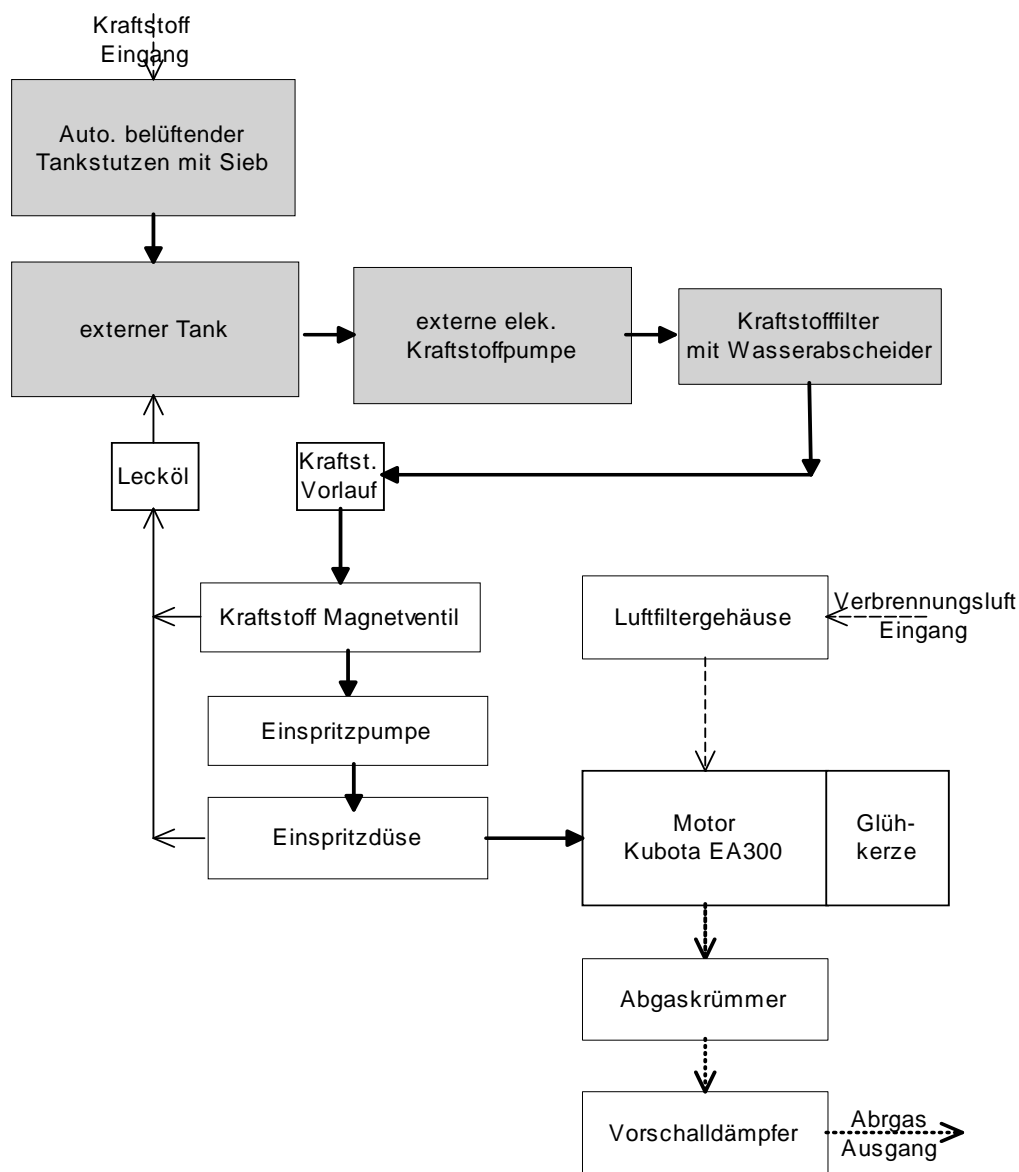 Kraftstoff
Eingang
Auto. belüftender
Tankstutzen mit Sieb
externer Tank
externe elek.
Kraftstoffpumpe
Kraftstofffilter
mit Wasserabscheider
Lecköl
Kraftst.
Vorlauf
Kraftstoff Magnetventil
Luftfiltergehäuse
Verbrennungsluft
Eingang
Einspritzpumpe
Einspritzdüse
Motor
Kubota EA300
Glüh-
kerze
Abgaskrümmer
Vorschalldämpfer
Abrgas
Ausgang